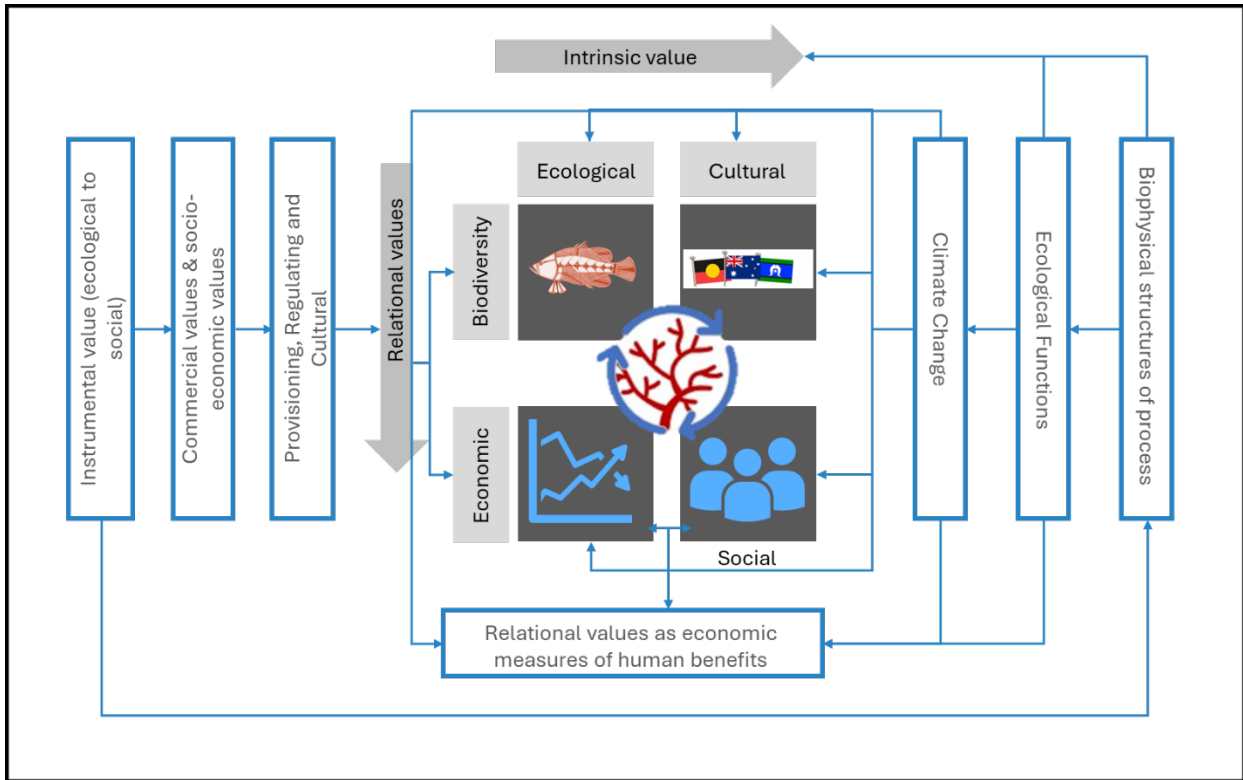 Intrinsic value
Instrumental value (ecological to
social)
Commercial values & socio-
economic values
Provisioning, Regulating and
Cultural
Relational values
Ecological
Cultural
Biodiversity
Economic
Social
Climate Change
Ecological Functions
Biophysical structures of process
Relational values as economic
measures of human benefits